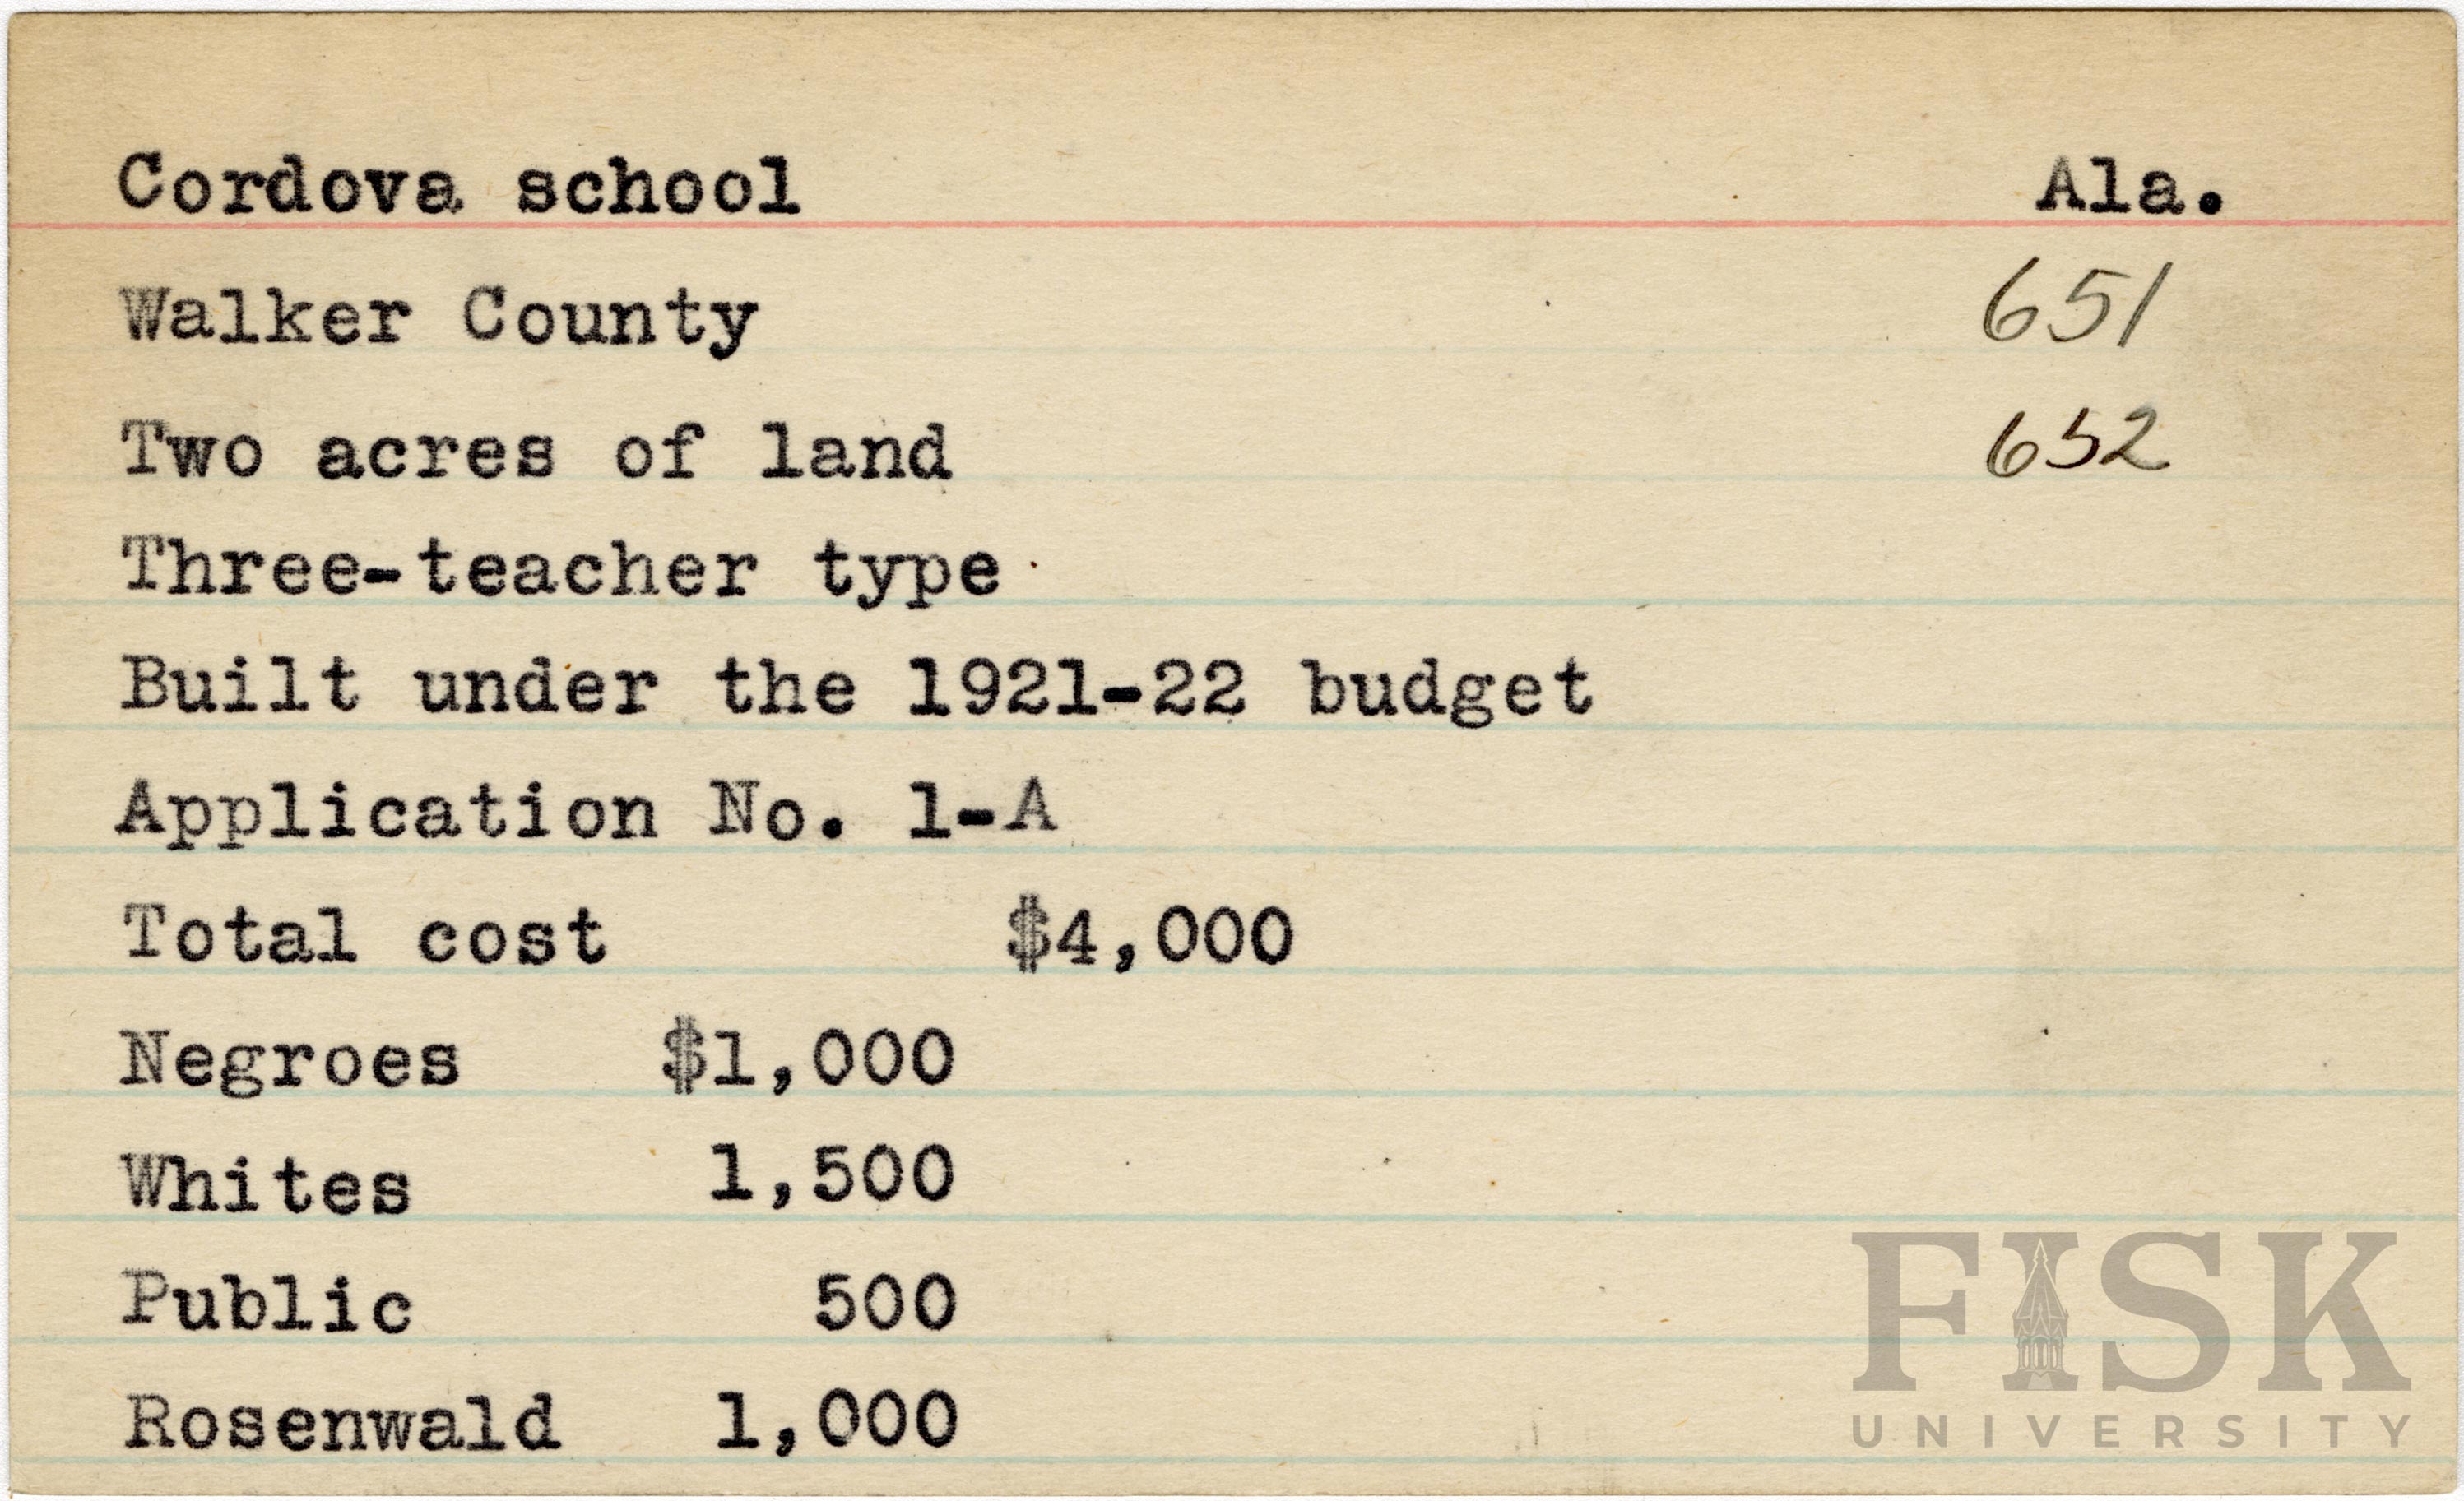 Cordova school Ala.
Walker County 651
Two acres of land 652
Three-teacher type
Built under the 1921-22 budget
Application No. 1-A
Total cost $4,000
Negroes $1,000
Whites 1,500
Public 500
Rosenwald 1,000
FISK
UNIVERSITY